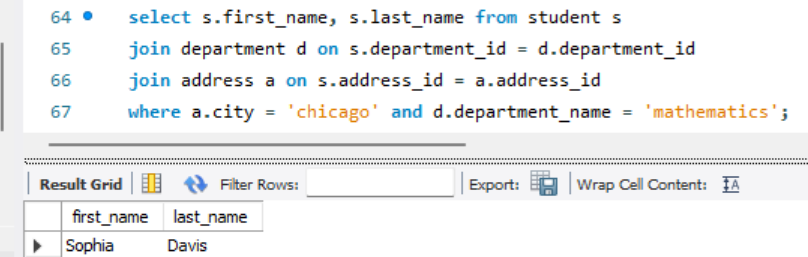 64 select s.first_name, s.last_name from student s
65 join department d on s.department_id = d.department_id
66 join address a on s.address_id = a.address_id
67 where a.city = 'chicago' and d.department_name = 'mathematics';
Result Grid Filter Rows: Export: Wrap Cell Content: IA
first_name last_name
Sophia Davis